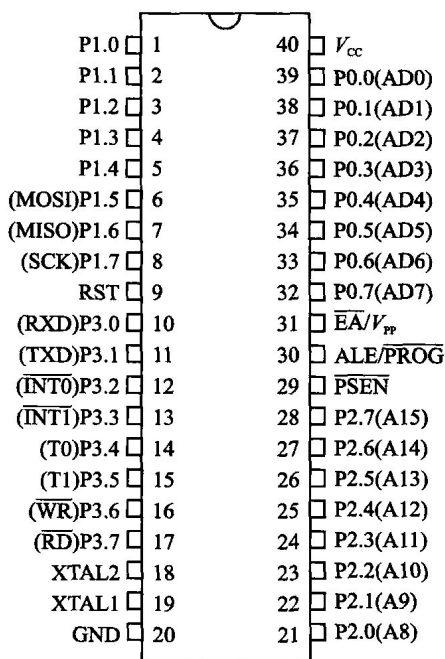 P1.0 1 40 VCC
P1.1 2 39 P0.0(AD0)
P1.2 3 38 P0.1(AD1)
P1.3 4 37 P0.2(AD2)
P1.4 5 36 P0.3(AD3)
(MOSI)P1.5 6 35 P0.4(AD4)
(MISO)P1.6 7 34 P0.5(AD5)
(SCK)P1.7 8 33 P0.6(AD6)
RST 9 32 P0.7(AD7)
(RXD)P3.0 10 31 E̅A̅/VPP
(TXD)P3.1 11 30 ALE/P̅R̅O̅G̅
(I̅N̅T̅0̅)P3.2 12 29 P̅S̅E̅N̅
(I̅N̅T̅1̅)P3.3 13 28 P2.7(A15)
(T0)P3.4 14 27 P2.6(A14)
(T1)P3.5 15 26 P2.5(A13)
(W̅R̅)P3.6 16 25 P2.4(A12)
(R̅D̅)P3.7 17 24 P2.3(A11)
XTAL2 18 23 P2.2(A10)
XTAL1 19 22 P2.1(A9)
GND 20 21 P2.0(A8)